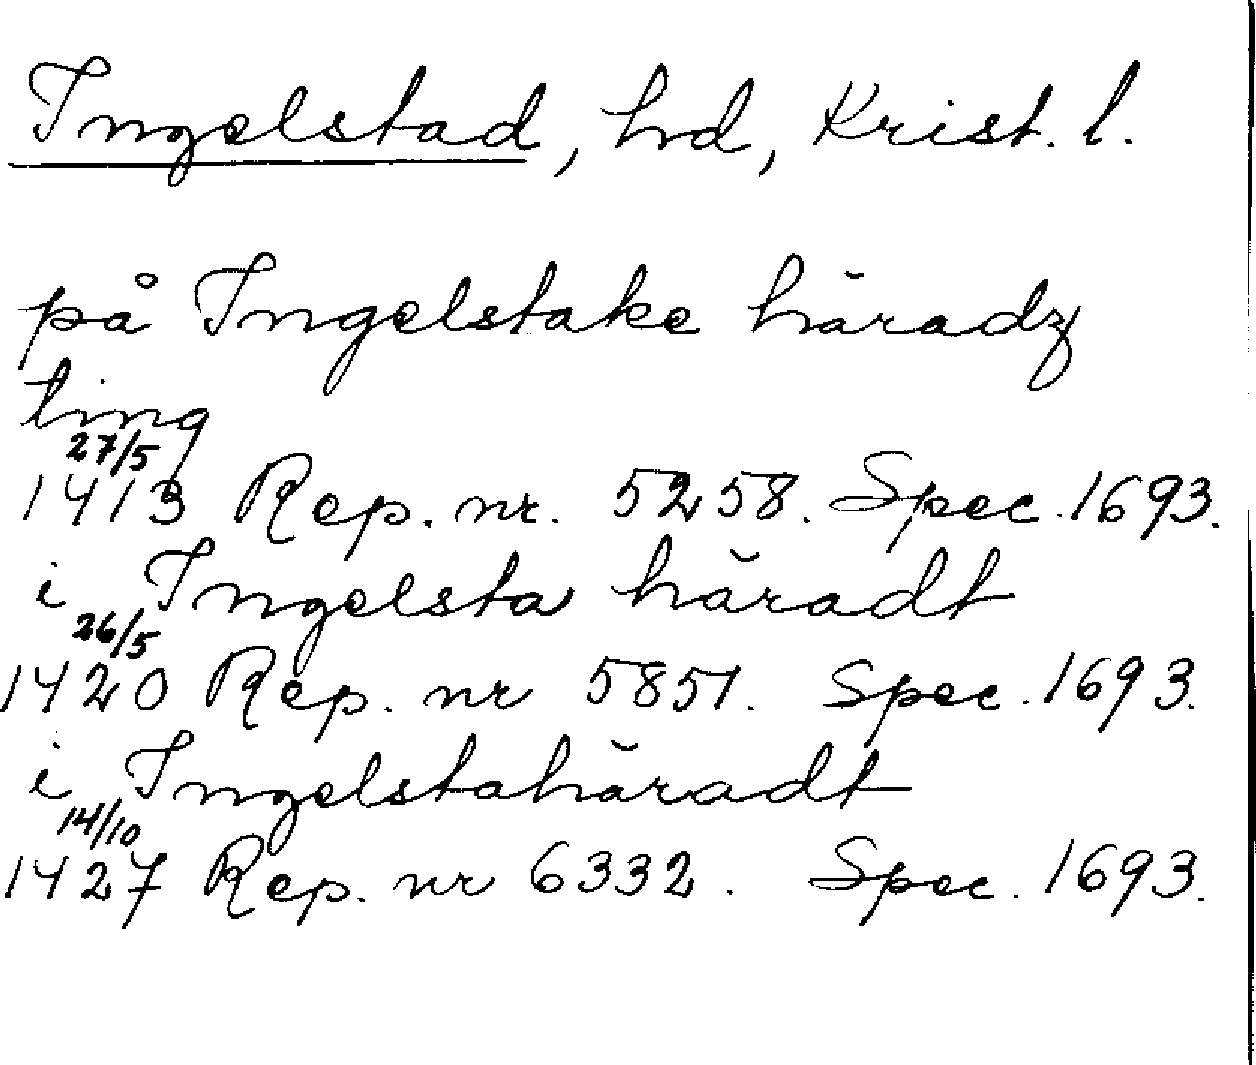 Ingelstad, hd, Krist. l.
på Ingelstake häradz
ting
27/5
1413 Rep. nr. 5258. Spec. 1693.
i Ingelsta häradt
26/5
1420 Rep. nr 5851. Spec. 1693.
i Ingelstahäradt
14/10
1427 Rep. nr 6332. Spec. 1693.